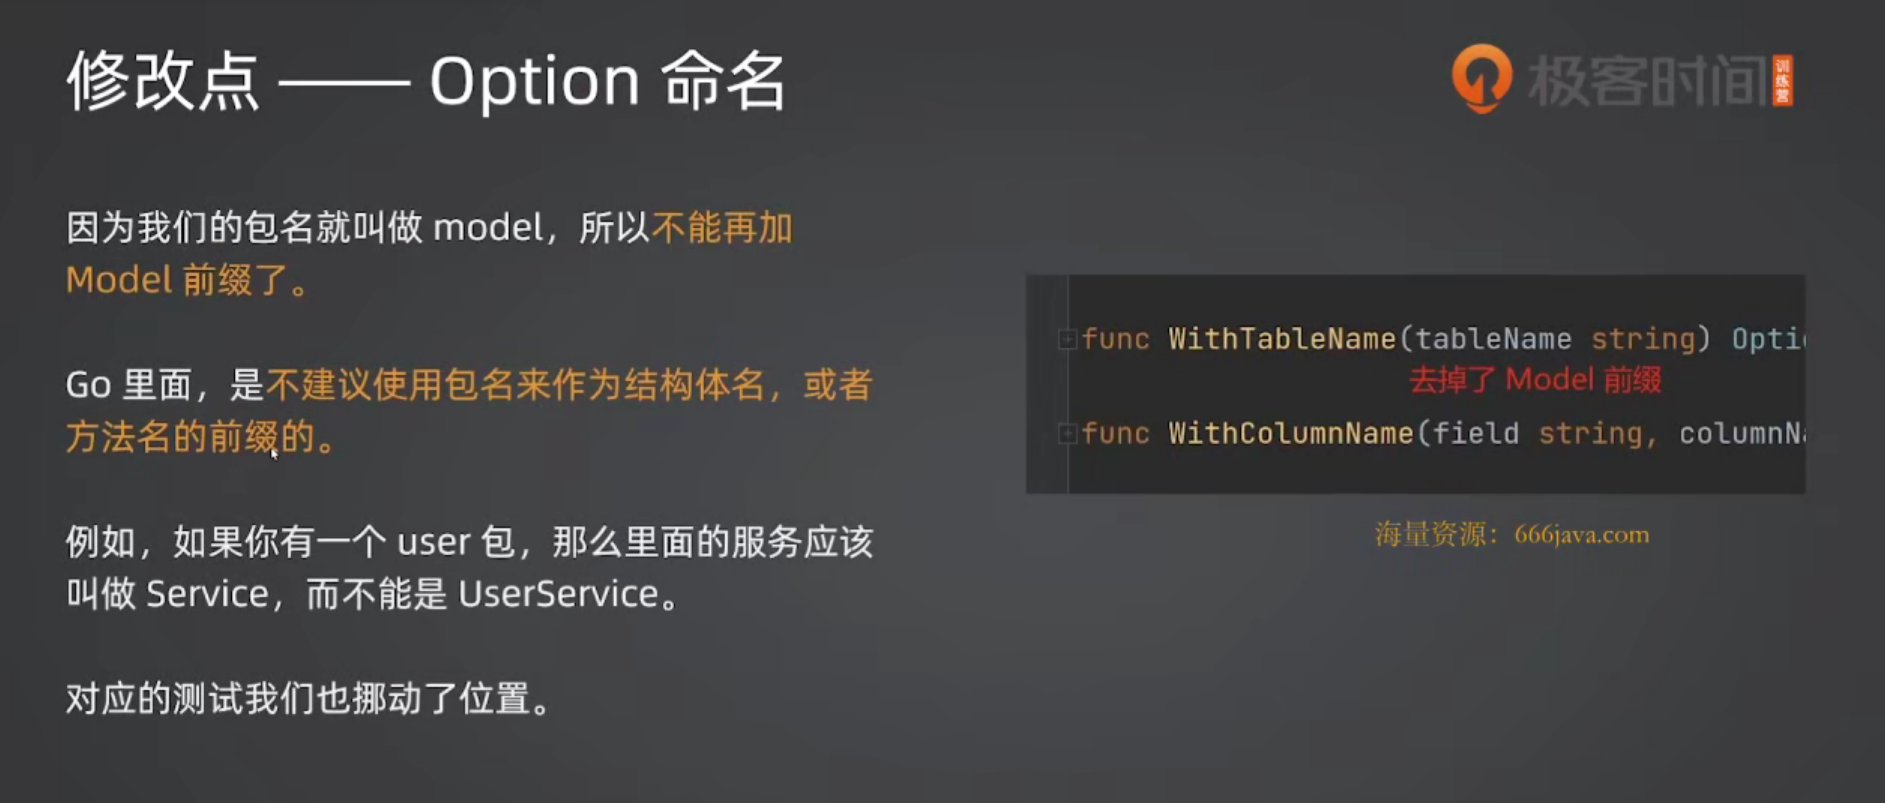 修改点 —— Option 命名
极客时间
训练营
因为我们的包名就叫做 model，所以不能再加
Model 前缀了。
Go 里面，是不建议使用包名来作为结构体名，或者
方法名的前缀的。
例如，如果你有一个 user 包，那么里面的服务应该
叫做 Service，而不能是 UserService。
对应的测试我们也挪动了位置。
func WithTableName(tableName string) Optio
去掉了 Model 前缀
func WithColumnName(field string, columnNa
海量资源：666java.com